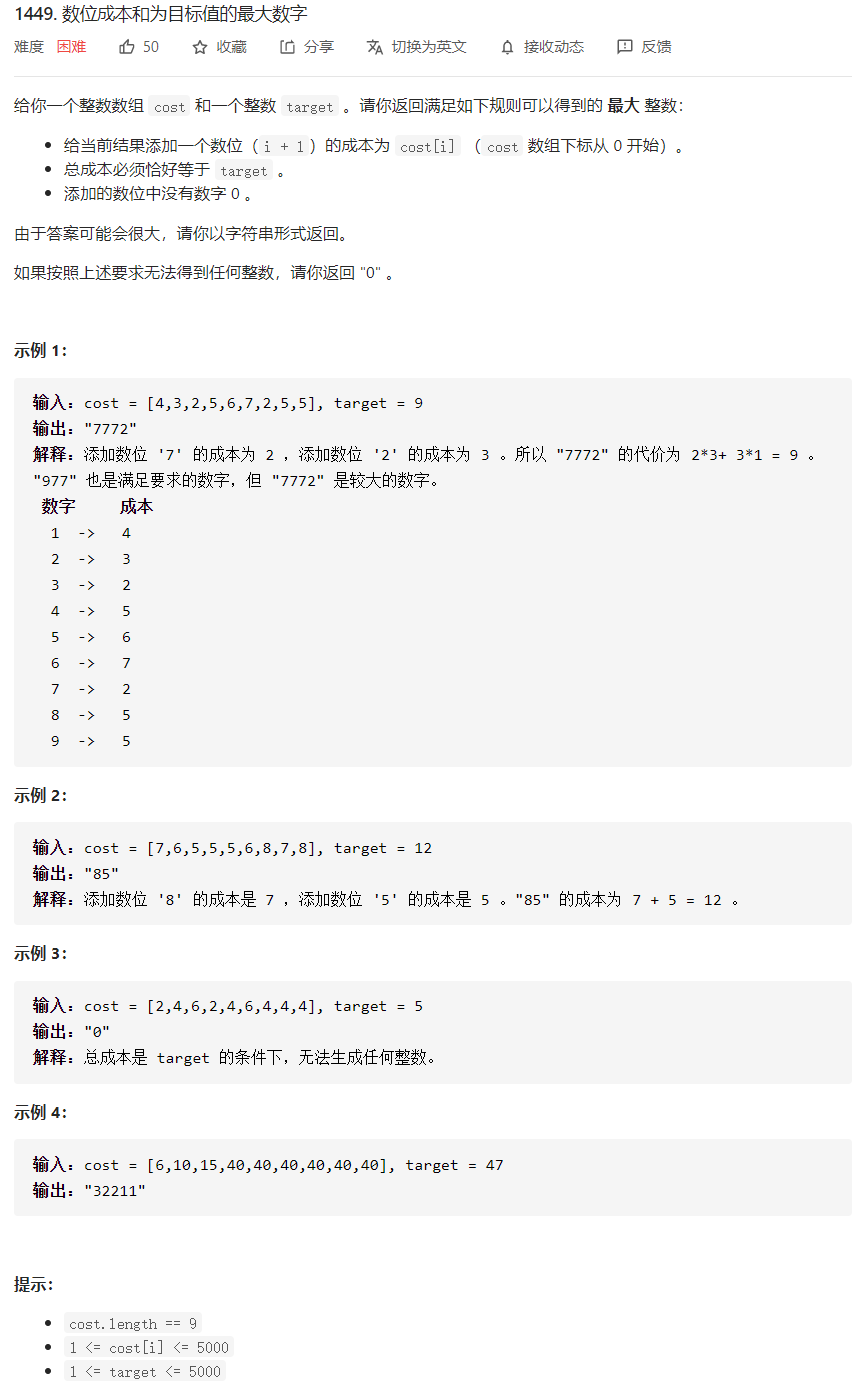 1449. 数位成本和为目标值的最大数字
难度 困难 50 收藏 分享 切换为英文 接收动态 反馈
给你一个整数数组 cost 和一个整数 target 。请你返回满足如下规则可以得到的 最大 整数：
给当前结果添加一个数位（i + 1）的成本为 cost[i] （cost 数组下标从 0 开始）。
总成本必须恰好等于 target 。
添加的数位中没有数字 0 。
由于答案可能会很大，请你以字符串形式返回。
如果按照上述要求无法得到任何整数，请你返回 "0" 。
示例 1：
输入：cost = [4,3,2,5,6,7,2,5,5], target = 9
输出："7772"
解释：添加数位 '7' 的成本为 2 ，添加数位 '2' 的成本为 3 。所以 "7772" 的代价为 2*3+ 3*1 = 9 。
"977" 也是满足要求的数字，但 "7772" 是较大的数字。
数字 成本
1 -> 4
2 -> 3
3 -> 2
4 -> 5
5 -> 6
6 -> 7
7 -> 2
8 -> 5
9 -> 5
示例 2：
输入：cost = [7,6,5,5,5,6,8,7,8], target = 12
输出："85"
解释：添加数位 '8' 的成本是 7 ，添加数位 '5' 的成本是 5 。"85" 的成本为 7 + 5 = 12 。
示例 3：
输入：cost = [2,4,6,2,4,6,4,4,4], target = 5
输出："0"
解释：总成本是 target 的条件下，无法生成任何整数。
示例 4：
输入：cost = [6,10,15,40,40,40,40,40,40], target = 47
输出："32211"
提示：
cost.length == 9
1 <= cost[i] <= 5000
1 <= target <= 5000